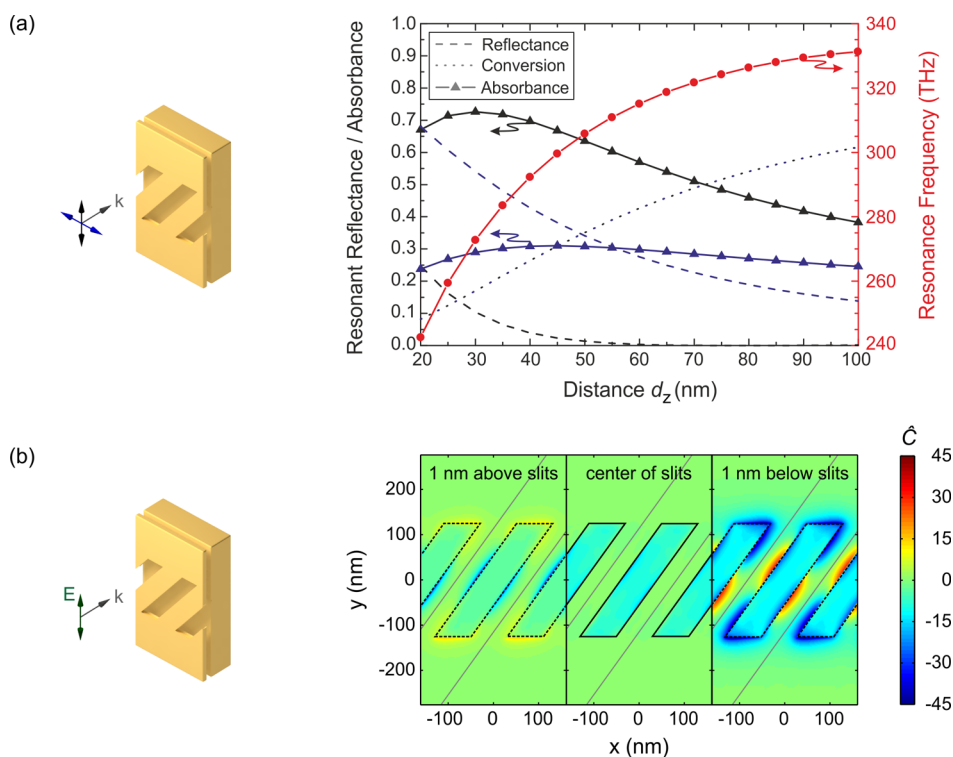 (a)
k
Resonant Reflectance / Absorbance
1.0
0.9
0.8
0.7
0.6
0.5
0.4
0.3
0.2
0.1
0.0
Reflectance
Conversion
Absorbance
20 30 40 50 60 70 80 90 100
Distance dz (nm)
340
320
300
280
260
240
Resonance Frequency (THz)
(b)
E
k
1 nm above slits
center of slits
1 nm below slits
y (nm)
200
100
0
-100
-200
-100 0 100 -100 0 100 -100 0 100
x (nm)
Ĉ
45
30
15
0
-15
-30
-45